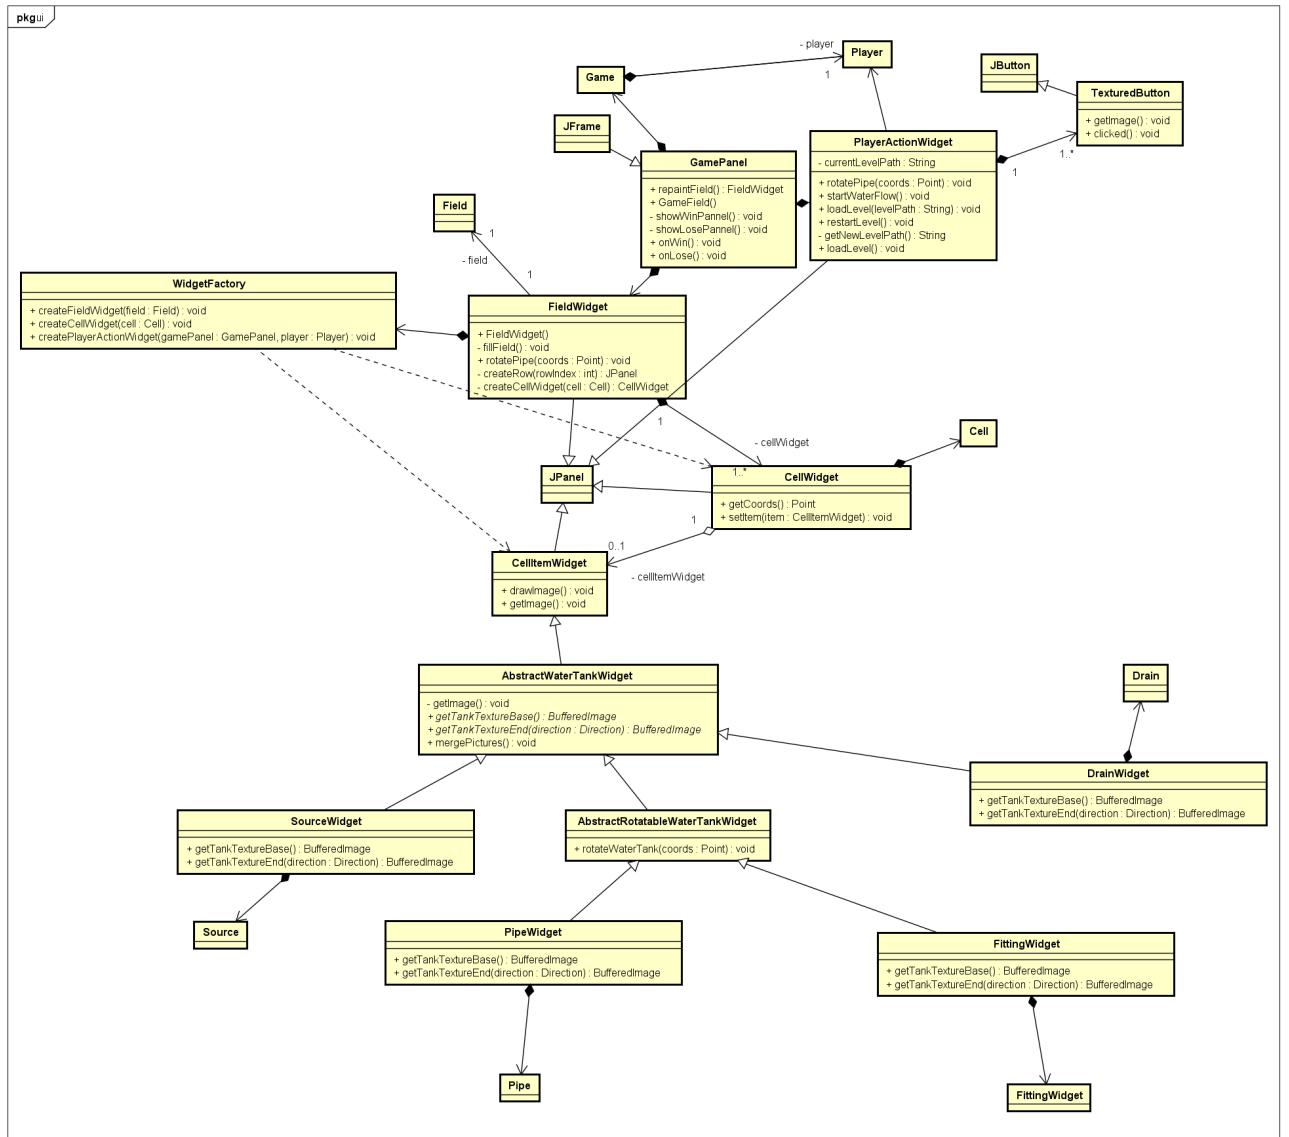 pkg ui
- player
Player
1
Game
JButton
TexturedButton
+ getImage() : void
+ clicked() : void
1..*
1
JFrame
GamePanel
+ repaintField() : FieldWidget
+ GameField()
- showWinPannel() : void
- showLosePannel() : void
+ onWin() : void
+ onLose() : void
PlayerActionWidget
- currentLevelPath : String
+ rotatePipe(coords : Point) : void
+ startWaterFlow() : void
+ loadLevel(levelPath : String) : void
+ restartLevel() : void
- getNewLevelPath() : String
+ loadLevel() : void
Field
1
- field
1
WidgetFactory
+ createFieldWidget(field : Field) : void
+ createCellWidget(cell : Cell) : void
+ createPlayerActionWidget(gamePanel : GamePanel, player : Player) : void
FieldWidget
+ FieldWidget()
- fillField() : void
+ rotatePipe(coords : Point) : void
- createRow(rowIndex : int) : JPanel
- createCellWidget(cell : Cell) : CellWidget
1
- cellWidget
1..*
Cell
JPanel
CellWidget
+ getCoords() : Point
+ setItem(item : CellItemWidget) : void
1
0..1
- cellItemWidget
CellItemWidget
+ drawImage() : void
+ getImage() : void
AbstractWaterTankWidget
- getImage() : void
+ getTankTextureBase() : BufferedImage
+ getTankTextureEnd(direction : Direction) : BufferedImage
+ mergePictures() : void
Drain
DrainWidget
+ getTankTextureBase() : BufferedImage
+ getTankTextureEnd(direction : Direction) : BufferedImage
SourceWidget
+ getTankTextureBase() : BufferedImage
+ getTankTextureEnd(direction : Direction) : BufferedImage
AbstractRotatableWaterTankWidget
+ rotateWaterTank(coords : Point) : void
Source
PipeWidget
+ getTankTextureBase() : BufferedImage
+ getTankTextureEnd(direction : Direction) : BufferedImage
FittingWidget
+ getTankTextureBase() : BufferedImage
+ getTankTextureEnd(direction : Direction) : BufferedImage
Pipe
FittingWidget